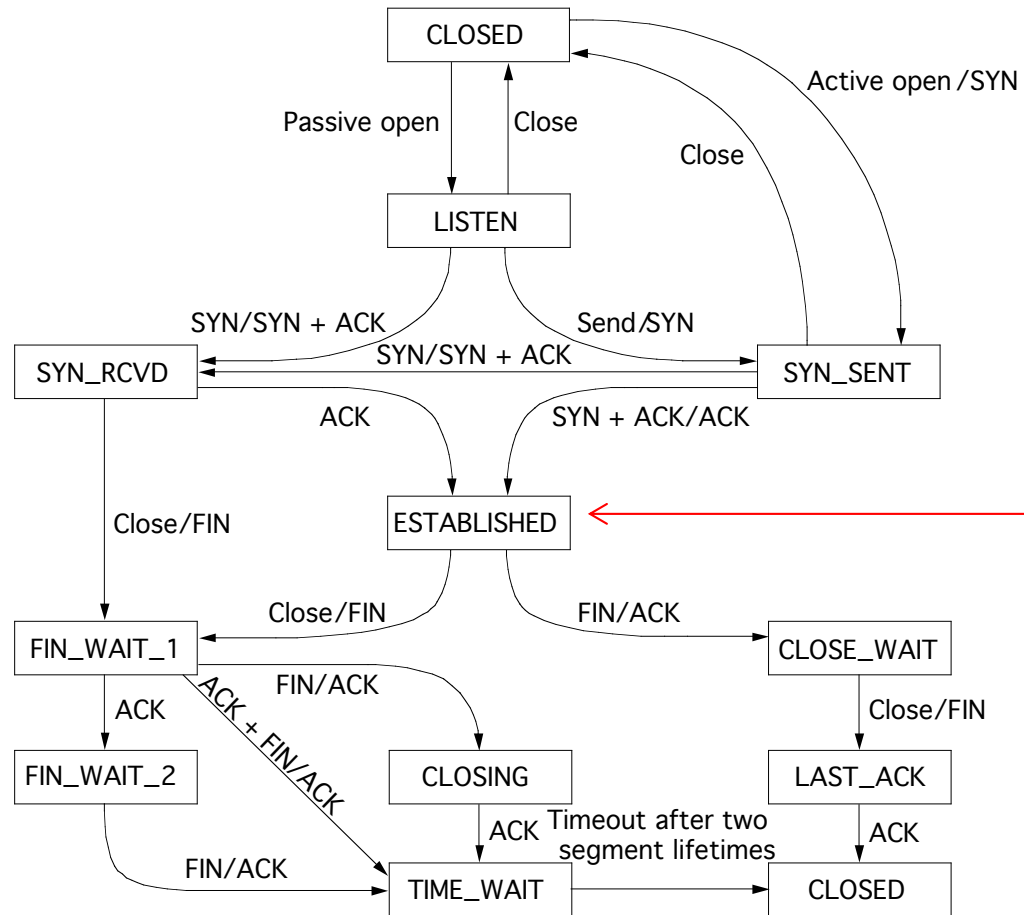 CLOSED
Active open /SYN
Passive open
Close
Close
LISTEN
SYN/SYN + ACK
Send/SYN
SYN/SYN + ACK
SYN_RCVD
SYN_SENT
ACK
SYN + ACK/ACK
ESTABLISHED
Close/FIN
Close/FIN
FIN/ACK
FIN_WAIT_1
CLOSE_WAIT
FIN/ACK
ACK + FIN/ACK
ACK
Close/FIN
FIN_WAIT_2
CLOSING
LAST_ACK
ACK
Timeout after two
segment lifetimes
ACK
FIN/ACK
TIME_WAIT
CLOSED